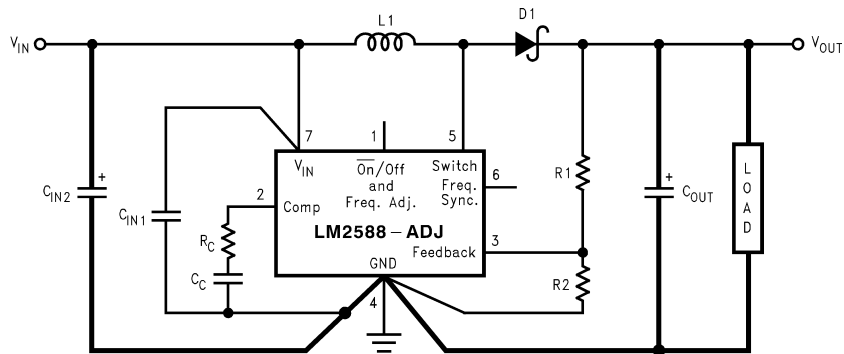 L1
D1
VIN
VOUT
7
1
5
VIN
On/Off
and
Freq. Adj.
Switch
Freq.
Sync.
6
R1
+
CIN2
+
COUT
LOAD
2
Comp
CIN1
RC
LM2588-ADJ
Feedback
3
CC
GND
R2
4